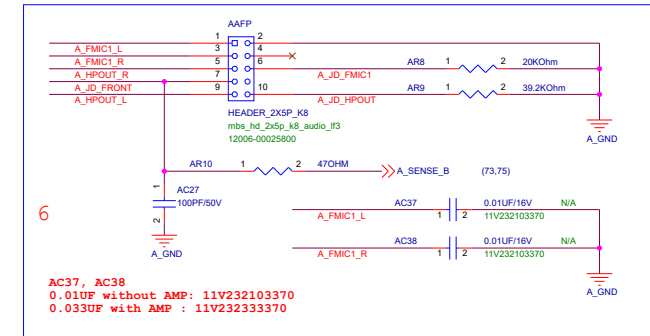 AAFP
1 2
A_FMIC1_L 3 4
A_FMIC1_R 5 6 A_JD_FMIC1 AR8 1 2 20KOhm
A_HPOUT_R 7
A_JD_FRONT 9 10 A_JD_HPOUT AR9 1 2 39.2KOhm
A_HPOUT_L
HEADER_2X5P_K8
mbs_hd_2x5p_k8_audio_lf3
12006-00025800
A_GND
AR10 1 2 47OHM A_SENSE_B (73,75)
1 AC27
100PF/50V
2
A_GND
6
A_FMIC1_L AC37 1 2 0.01UF/16V N/A
11V232103370
A_FMIC1_R AC38 1 2 0.01UF/16V N/A
11V232103370
A_GND
AC37, AC38
0.01UF without AMP: 11V232103370
0.033UF with AMP : 11V232333370